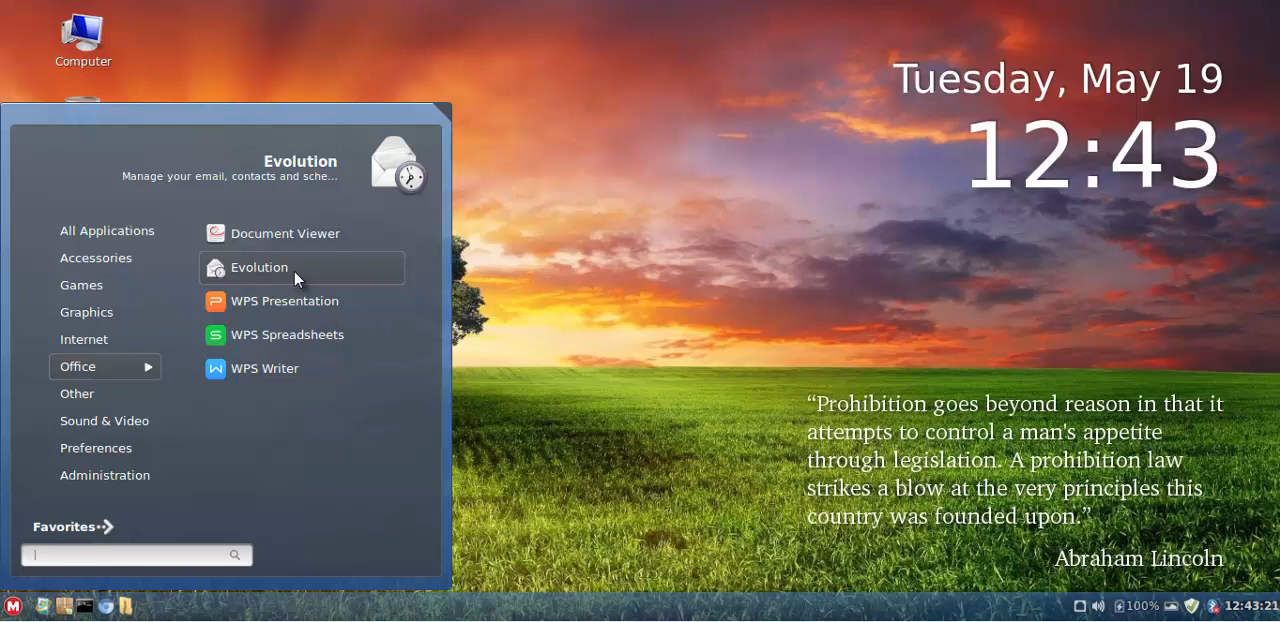 Computer
Tuesday, May 19
12:43
Evolution
Manage your email, contacts and sche...
All Applications
Accessories
Games
Graphics
Internet
Office
Other
Sound & Video
Preferences
Administration
Document Viewer
Evolution
WPS Presentation
WPS Spreadsheets
WPS Writer
Favorites
“Prohibition goes beyond reason in that it
attempts to control a man's appetite
through legislation. A prohibition law
strikes a blow at the very principles this
country was founded upon.”
Abraham Lincoln
100%
12:43:21